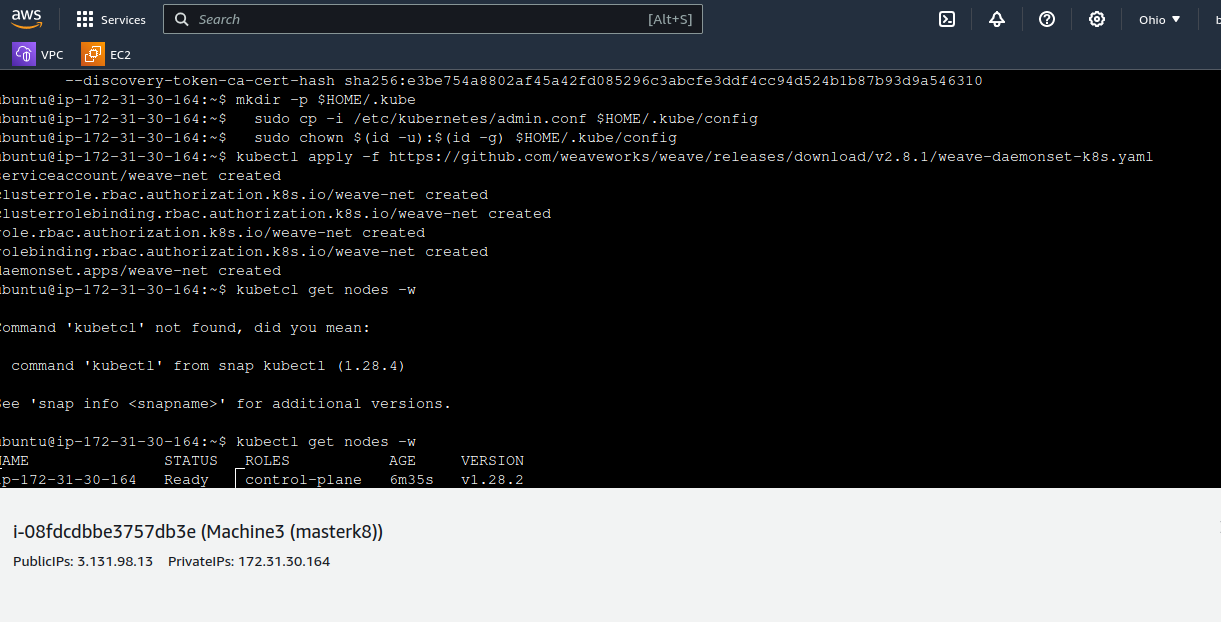 aws
Services
Search
[Alt+S]
Ohio
VPC
EC2
--discovery-token-ca-cert-hash sha256:e3be754a8802af45a42fd085296c3abcfe3ddf4cc94d524b1b87b93d9a546310
buntu@ip-172-31-30-164:~$ mkdir -p $HOME/.kube
buntu@ip-172-31-30-164:~$   sudo cp -i /etc/kubernetes/admin.conf $HOME/.kube/config
buntu@ip-172-31-30-164:~$   sudo chown $(id -u):$(id -g) $HOME/.kube/config
buntu@ip-172-31-30-164:~$ kubectl apply -f https://github.com/weaveworks/weave/releases/download/v2.8.1/weave-daemonset-k8s.yaml
serviceaccount/weave-net created
clusterrole.rbac.authorization.k8s.io/weave-net created
clusterrolebinding.rbac.authorization.k8s.io/weave-net created
role.rbac.authorization.k8s.io/weave-net created
rolebinding.rbac.authorization.k8s.io/weave-net created
daemonset.apps/weave-net created
buntu@ip-172-31-30-164:~$ kubetcl get nodes -w
Command 'kubetcl' not found, did you mean:
command 'kubectl' from snap kubectl (1.28.4)
See 'snap info <snapname>' for additional versions.
buntu@ip-172-31-30-164:~$ kubectl get nodes -w
NAME STATUS ROLES AGE VERSION
ip-172-31-30-164 Ready control-plane 6m35s v1.28.2
i-08fdcdbbe3757db3e (Machine3 (masterk8))
PublicIPs: 3.131.98.13 PrivateIPs: 172.31.30.164